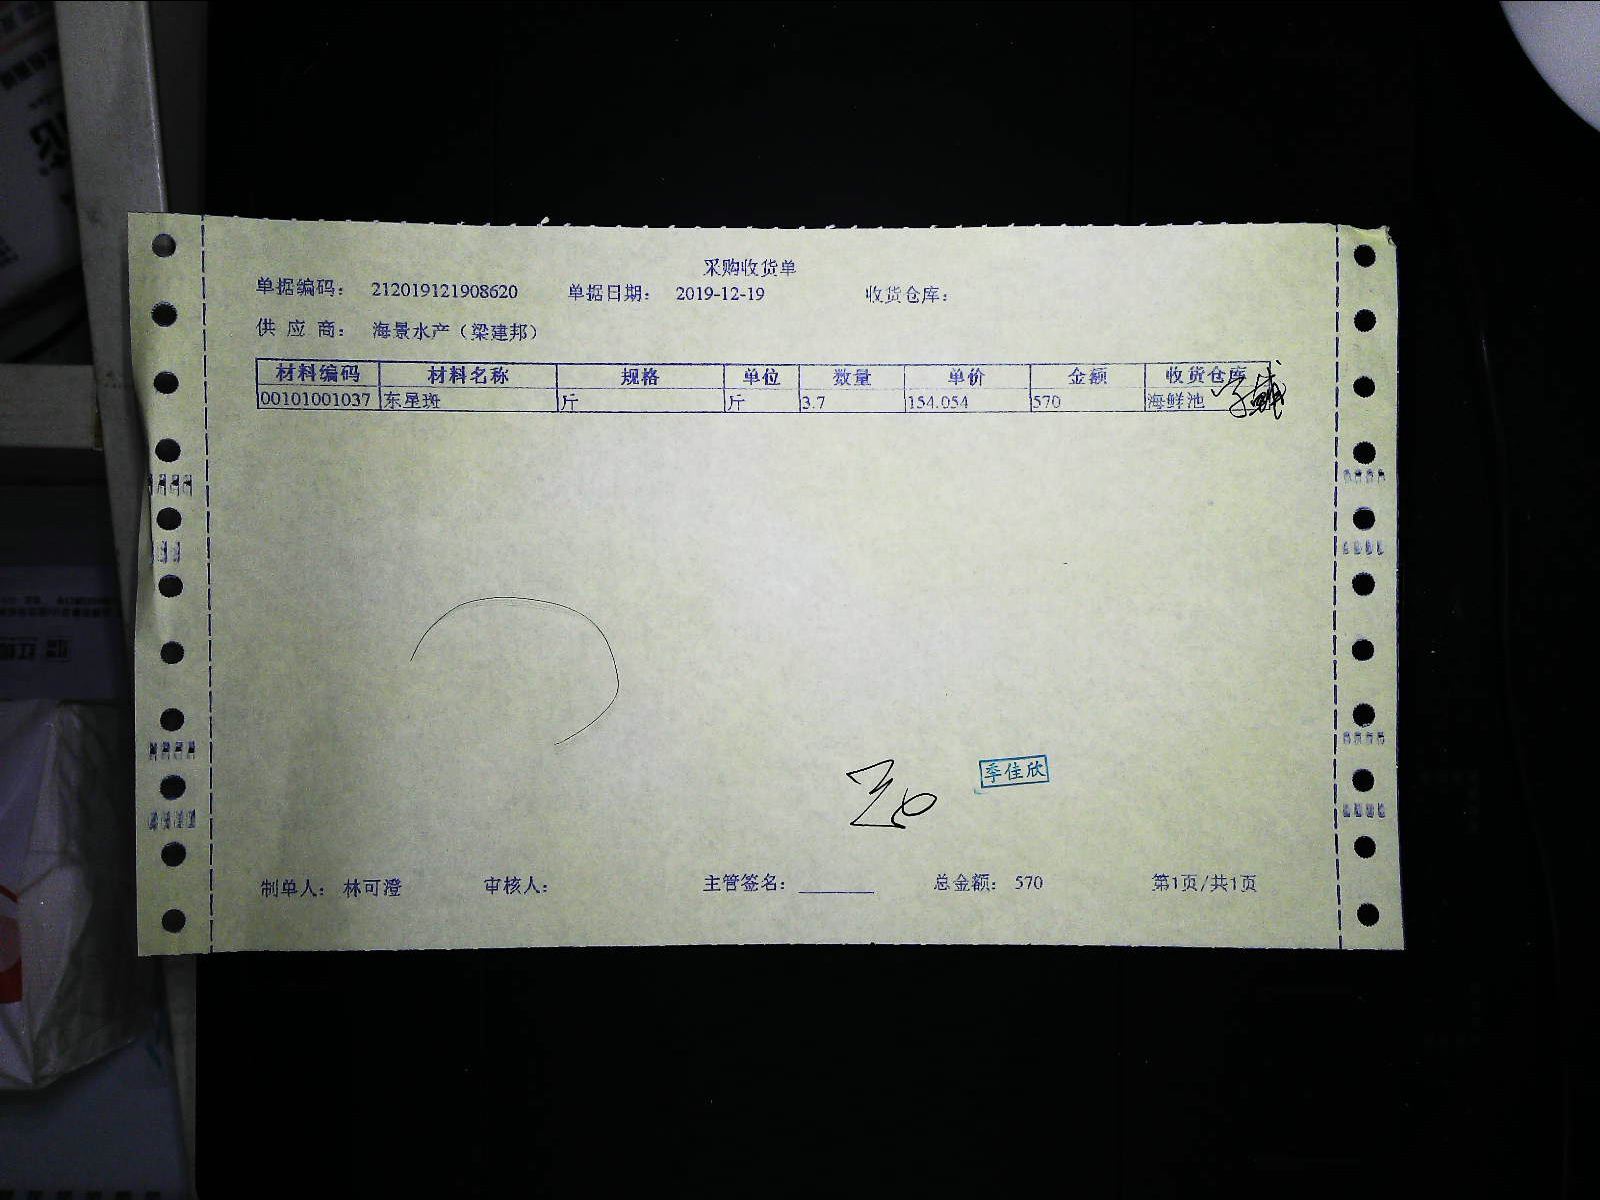 采购收货单
单据编码： 212019121908620 单据日期： 2019-12-19 收货仓库：
供 应 商： 海景水产（梁建邦）
材料编码 材料名称 规格 单位 数量 单价 金额 收货仓库
00101001037 东星斑 斤 斤 3.7 154.054 570 海鲜池
季佳欣
制单人： 林可澄 审核人： 主管签名： ________ 总金额： 570 第1页/共1页